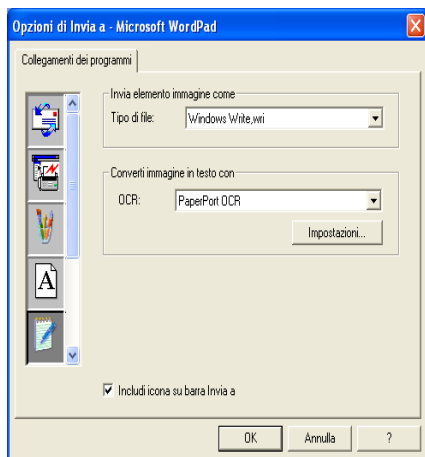 Opzioni di Invia a - Microsoft WordPad
Collegamenti dei programmi
Invia elemento immagine come
Tipo di file: Windows Write,wri
Converti immagine in testo con
OCR: PaperPort OCR
Impostazioni...
A
Includi icona su barra Invia a
OK Annulla ?